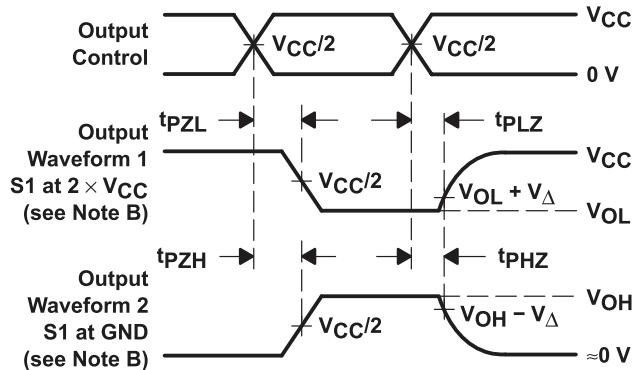 Output
Control
VCC/2
VCC/2
VCC
0 V
tPZL
tPLZ
Output
Waveform 1
S1 at 2 × VCC
(see Note B)
VCC/2
VCC
VOL + VΔ
VOL
tPZH
tPHZ
Output
Waveform 2
S1 at GND
(see Note B)
VCC/2
VOH
VOH − VΔ
≈0 V